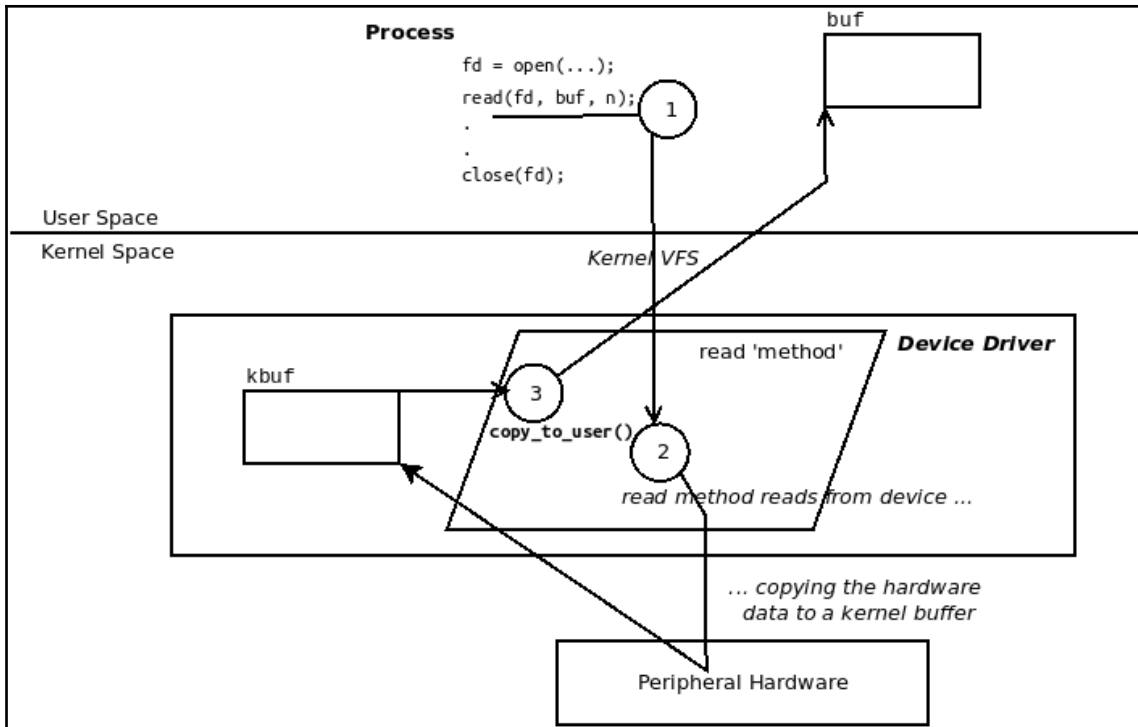 buf
Process
fd = open(...);
read(fd, buf, n);
1
.
.
close(fd);
User Space
Kernel Space
Kernel VFS
read 'method'
Device Driver
kbuf
3
copy_to_user()
2
read method reads from device ...
... copying the hardware
data to a kernel buffer
Peripheral Hardware